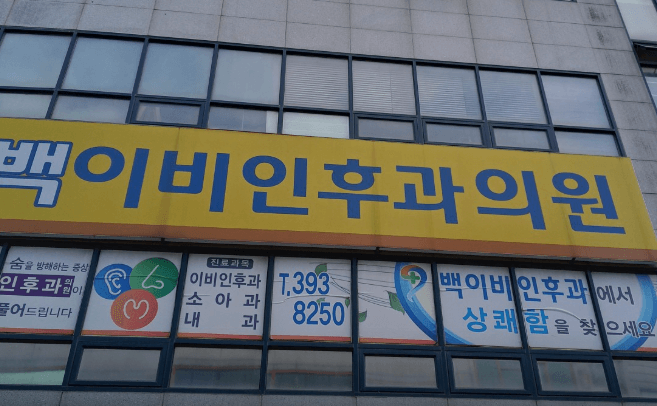 백이비인후과의원
숨을 방해하는 증상
인후과의원이
풀어드립니다
진료과목
이비인후과
소아과
내과
T.393
8250
백이비인후과에서
상쾌함을 찾으세요